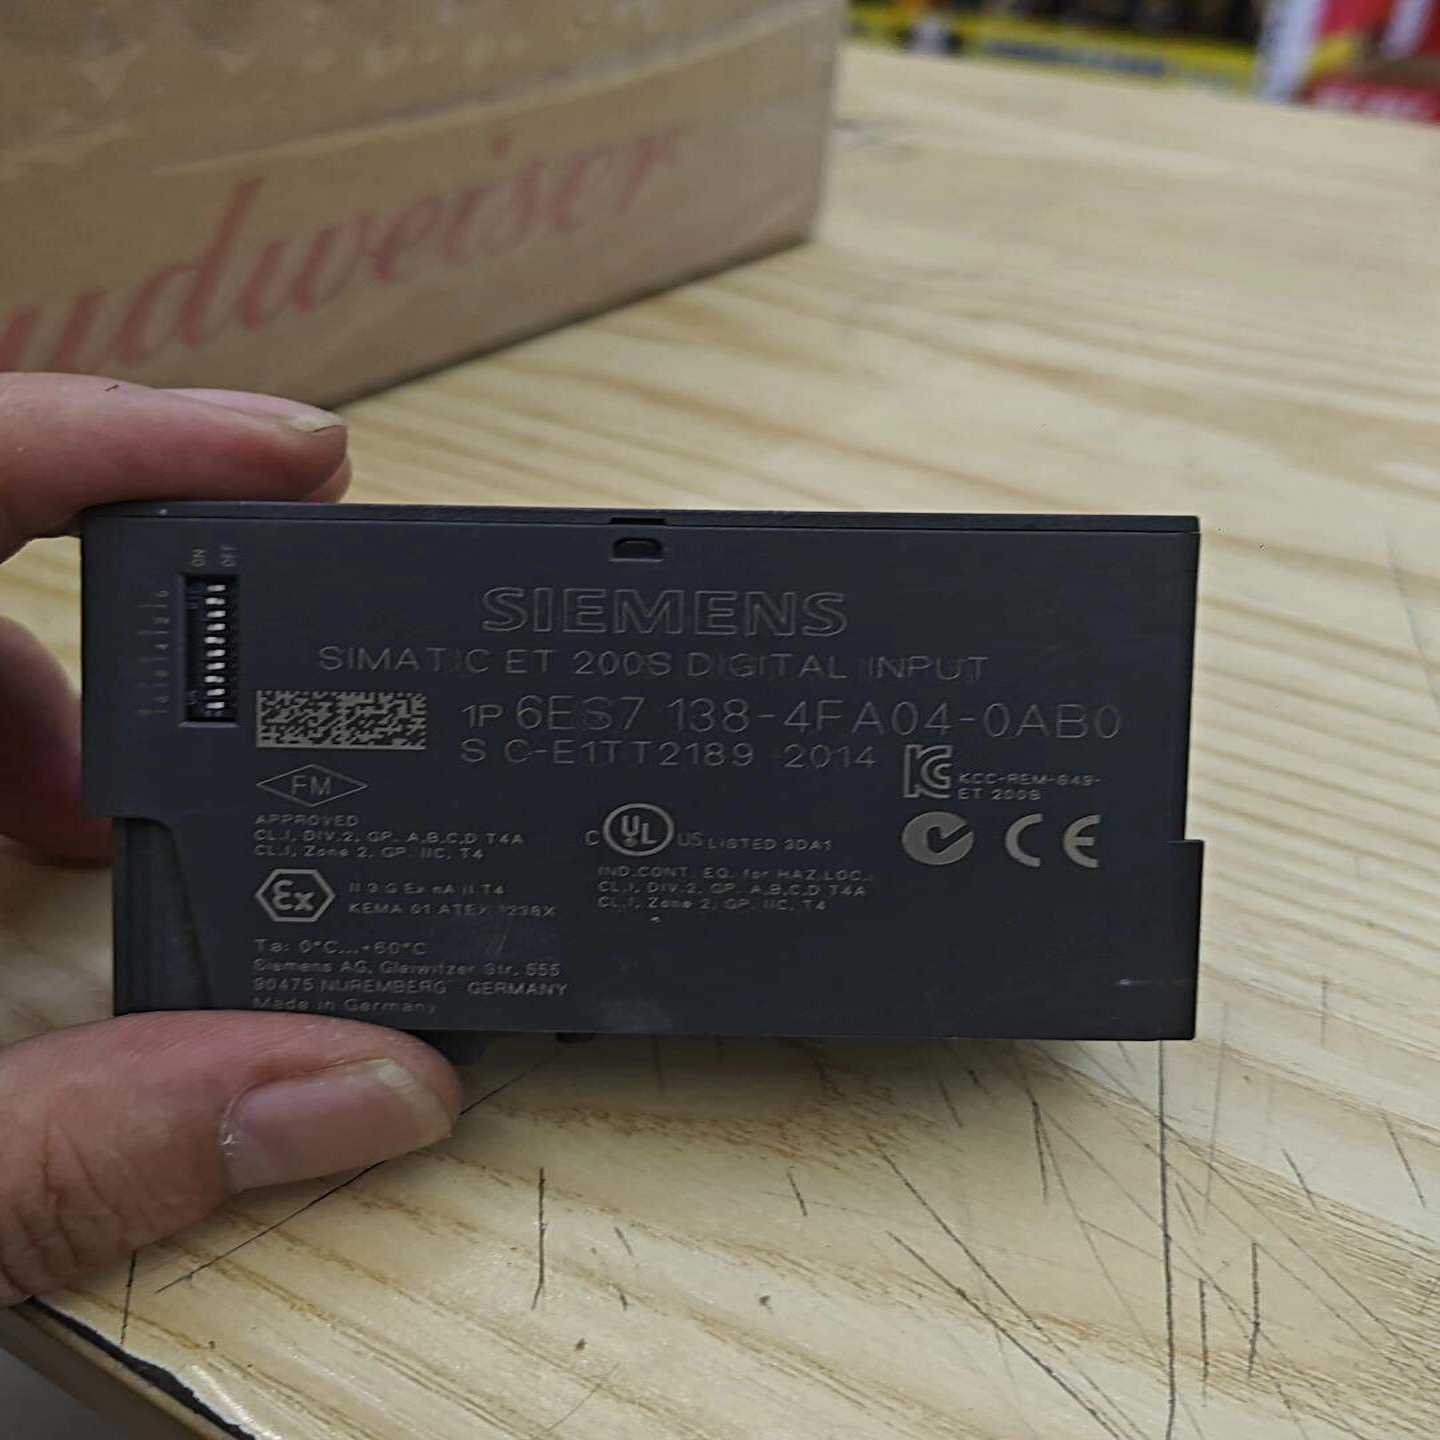 udweiser
ON OFF
SIEMENS
SIMATIC ET 200S DIGITAL INPUT
1P 6ES7 138-4FA04-0AB0
S C-E1TT2189 2014
KCC-REM-S49-
ET 200S
FM
APPROVED
CL.I, DIV.2, GP. A,B,C,D T4A
CL.I, Zone 2, GP. IIC, T4
C UL US LISTED 3DA1
IND.CONT. EQ. for HAZ.LOC.:
CL.I, DIV.2, GP. A,B,C,D T4A
CL.I, Zone 2, GP. IIC, T4
CE
Ex II 3 G Ex nA II T4
KEMA 01 ATEX 1238X
Ta: 0°C...+60°C
Siemens AG, Gleiwitzer Str. 555
90475 NUREMBERG GERMANY
Made in Germany